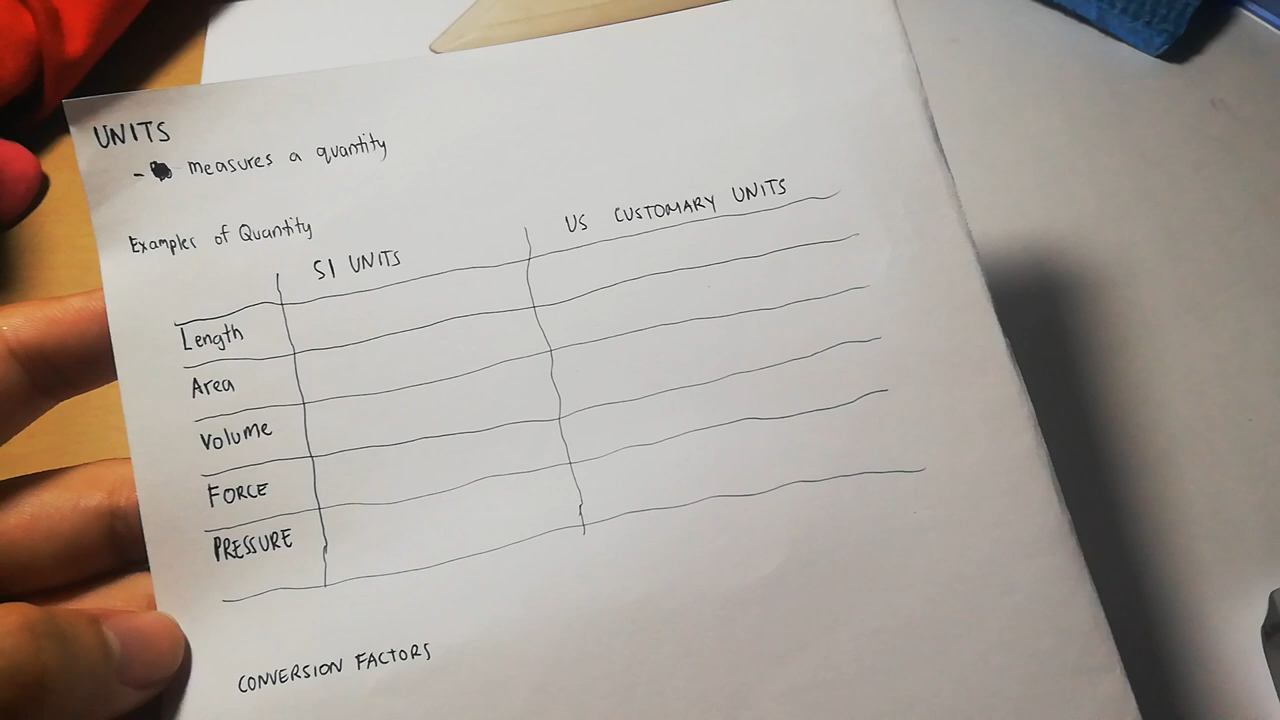 UNITS
- measures a quantity
Examples of Quantity
SI UNITS
US CUSTOMARY UNITS
Length
Area
Volume
FORCE
PRESSURE
CONVERSION FACTORS